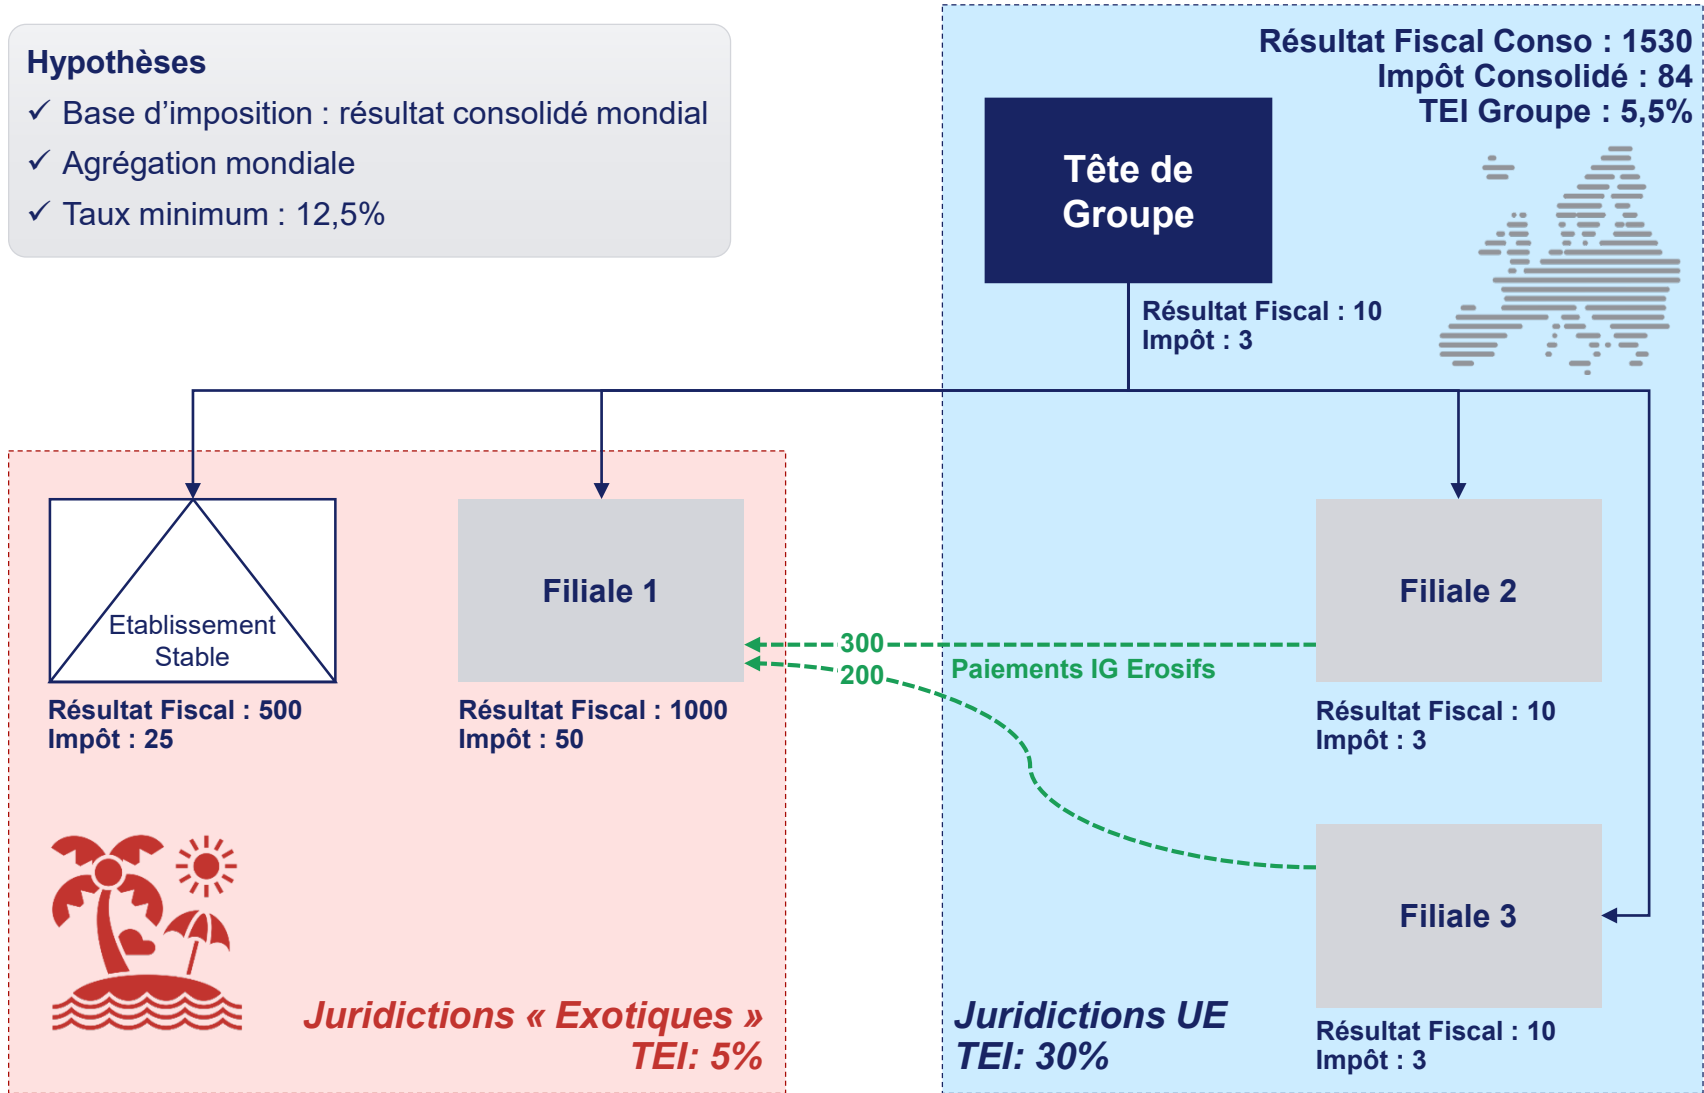 Hypothèses
✓ Base d’imposition : résultat consolidé mondial
✓ Agrégation mondiale
✓ Taux minimum : 12,5%
Résultat Fiscal Conso : 1530
Impôt Consolidé : 84
TEI Groupe : 5,5%
Tête de
Groupe
Résultat Fiscal : 10
Impôt : 3
Etablissement
Stable
Résultat Fiscal : 500
Impôt : 25
Filiale 1
Résultat Fiscal : 1000
Impôt : 50
300
200
Paiements IG Erosifs
Filiale 2
Résultat Fiscal : 10
Impôt : 3
Filiale 3
Résultat Fiscal : 10
Impôt : 3
Juridictions « Exotiques »
TEI: 5%
Juridictions UE
TEI: 30%